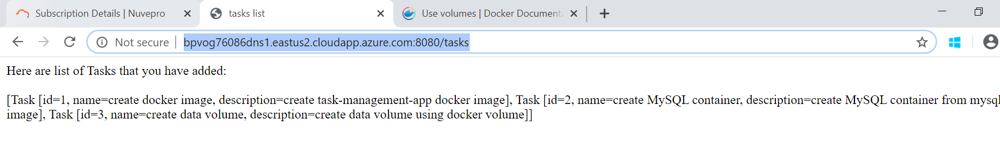 Subscription Details | Nuvepro
tasks list
Use volumes | Docker Document
Not secure
bpvog76086dns1.eastus2.cloudapp.azure.com:8080/tasks
Here are list of Tasks that you have added:
[Task [id=1, name=create docker image, description=create task-management-app docker image], Task [id=2, name=create MySQL container, description=create MySQL container from mysql
image], Task [id=3, name=create data volume, description=create data volume using docker volume]]